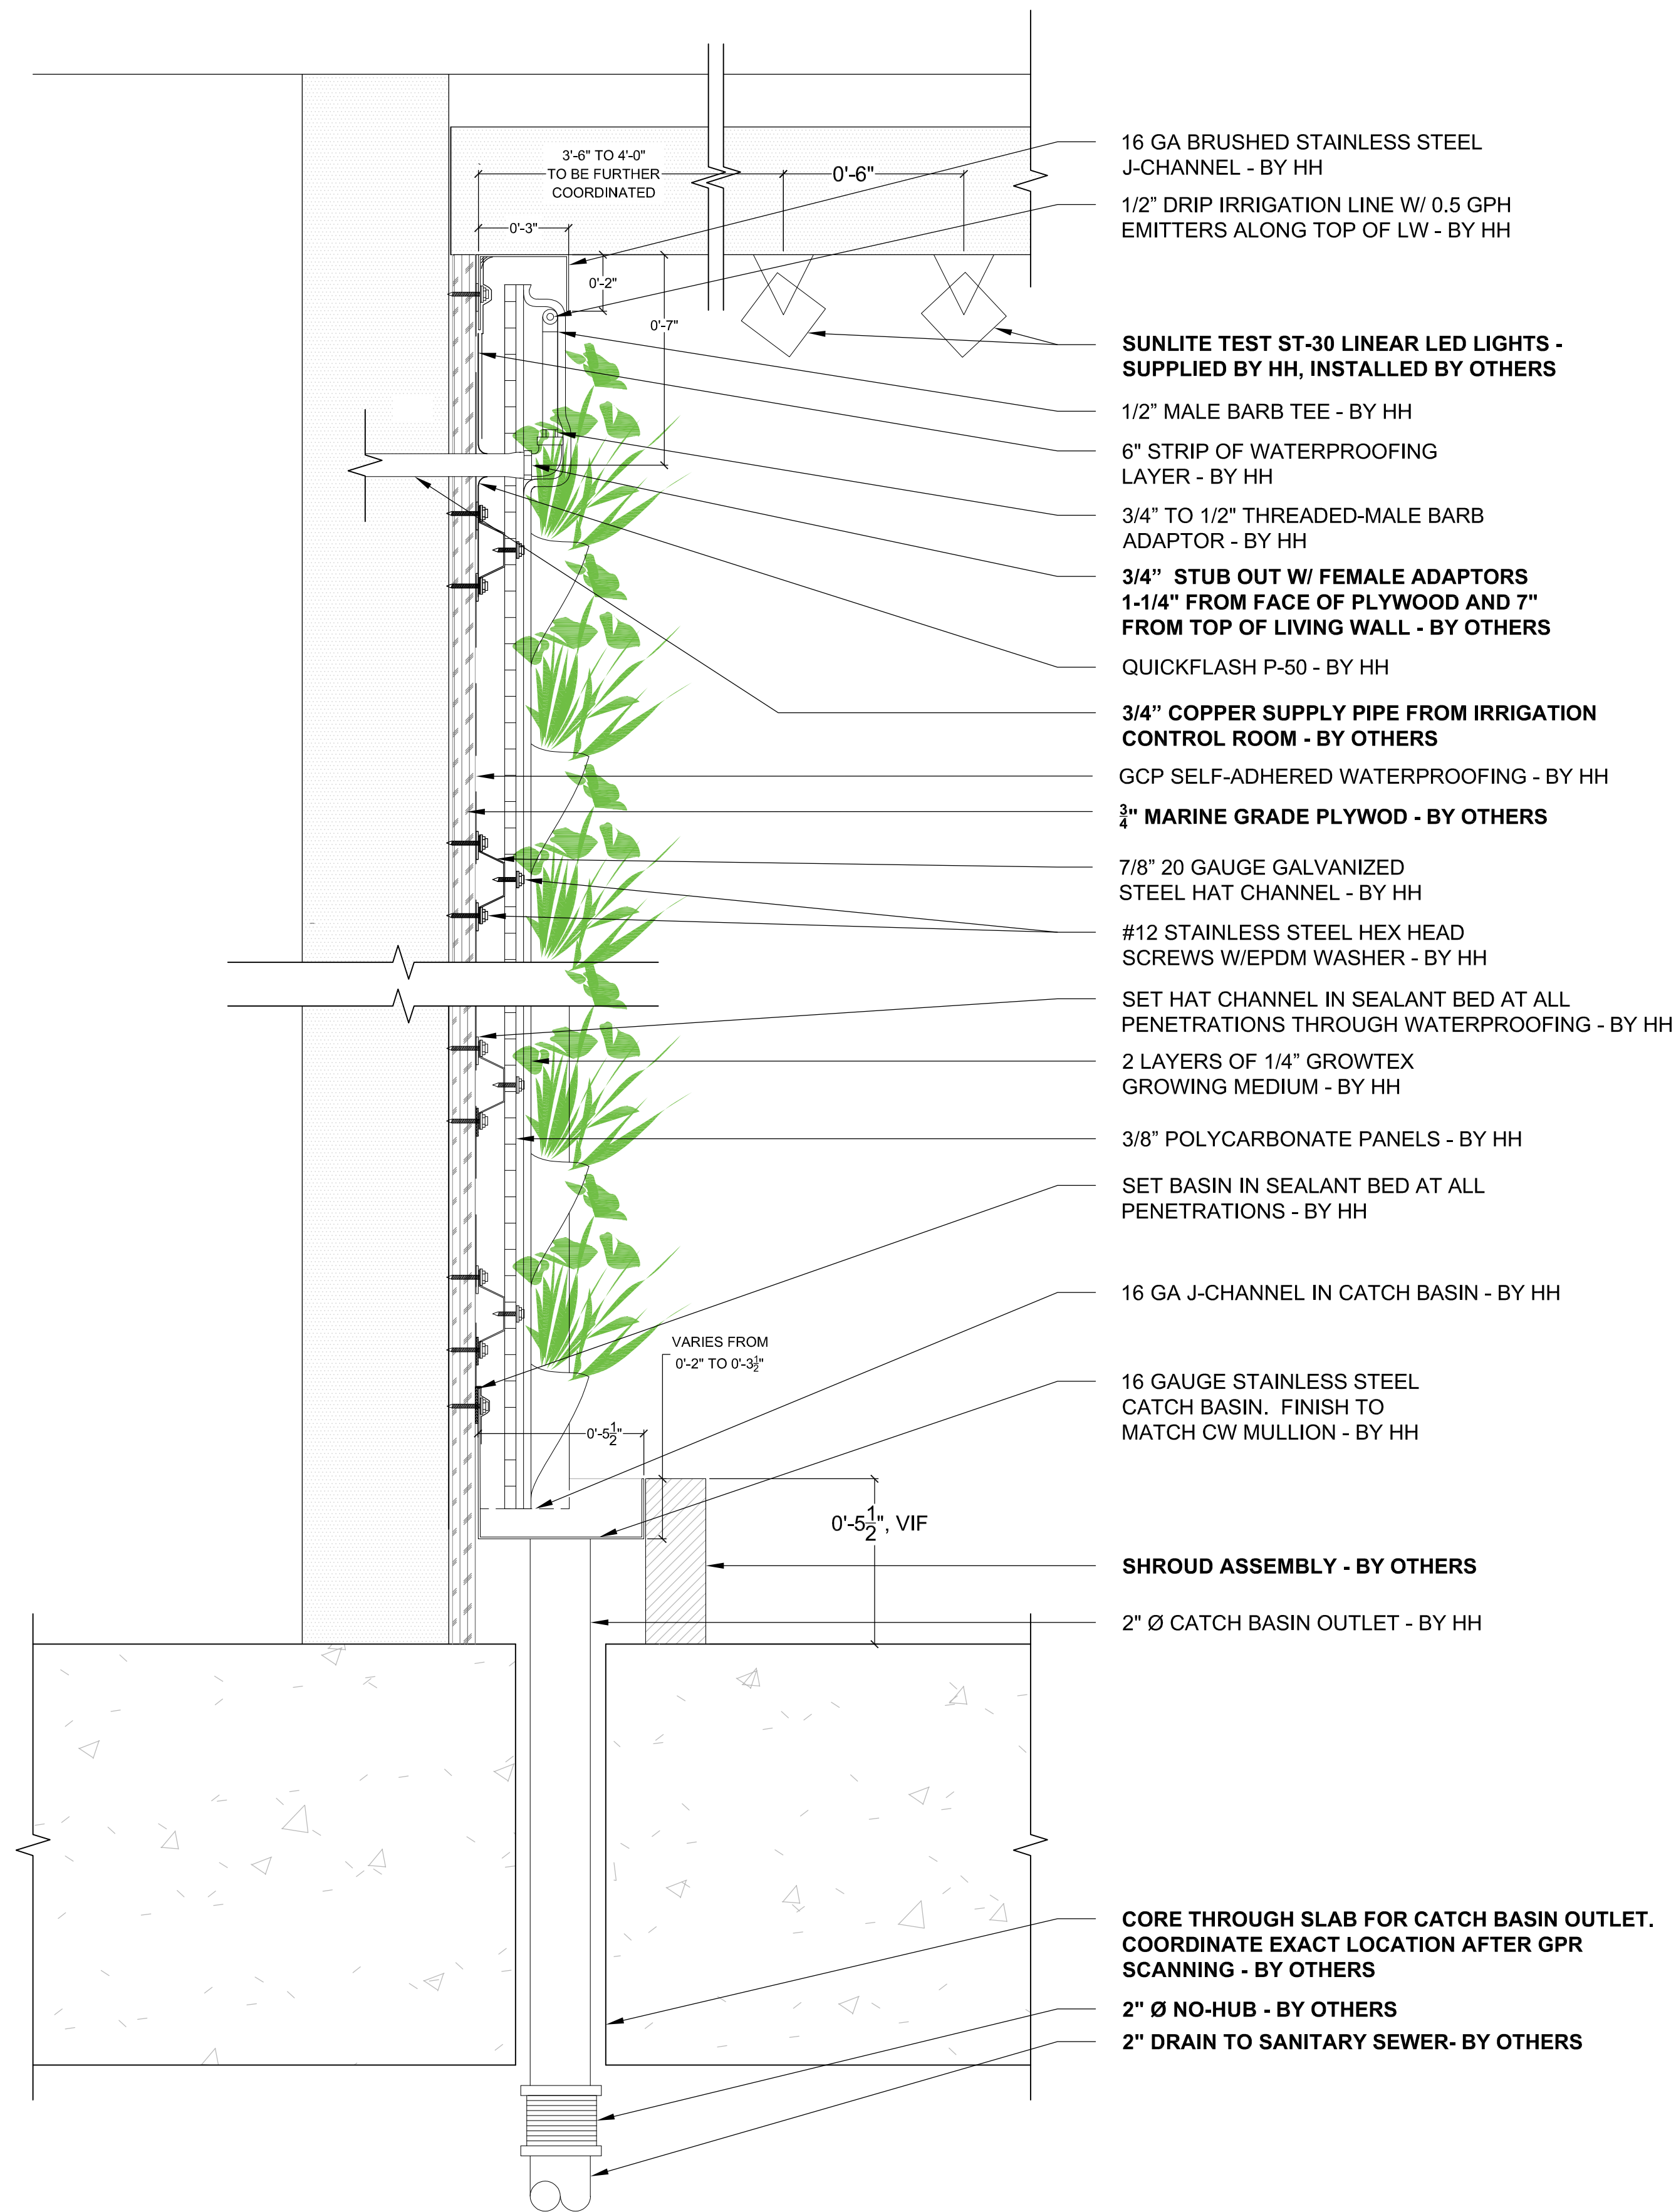 3'-6" TO 4'-0"
TO BE FURTHER
COORDINATED
0'-6"
0'-3"
0'-2"
0'-7"
16 GA BRUSHED STAINLESS STEEL
J-CHANNEL - BY HH
1/2” DRIP IRRIGATION LINE W/ 0.5 GPH
EMITTERS ALONG TOP OF LW - BY HH
SUNLITE TEST ST-30 LINEAR LED LIGHTS -
SUPPLIED BY HH, INSTALLED BY OTHERS
1/2” MALE BARB TEE - BY HH
6" STRIP OF WATERPROOFING
LAYER - BY HH
3/4” TO 1/2" THREADED-MALE BARB
ADAPTOR - BY HH
3/4” STUB OUT W/ FEMALE ADAPTORS
1-1/4" FROM FACE OF PLYWOOD AND 7"
FROM TOP OF LIVING WALL - BY OTHERS
QUICKFLASH P-50 - BY HH
3/4” COPPER SUPPLY PIPE FROM IRRIGATION
CONTROL ROOM - BY OTHERS
GCP SELF-ADHERED WATERPROOFING - BY HH
3/4" MARINE GRADE PLYWOD - BY OTHERS
7/8” 20 GAUGE GALVANIZED
STEEL HAT CHANNEL - BY HH
#12 STAINLESS STEEL HEX HEAD
SCREWS W/EPDM WASHER - BY HH
SET HAT CHANNEL IN SEALANT BED AT ALL
PENETRATIONS THROUGH WATERPROOFING - BY HH
2 LAYERS OF 1/4” GROWTEX
GROWING MEDIUM - BY HH
3/8” POLYCARBONATE PANELS - BY HH
SET BASIN IN SEALANT BED AT ALL
PENETRATIONS - BY HH
16 GA J-CHANNEL IN CATCH BASIN - BY HH
VARIES FROM
0'-2" TO 0'-3 1/2"
0'-5 1/2"
16 GAUGE STAINLESS STEEL
CATCH BASIN. FINISH TO
MATCH CW MULLION - BY HH
0'-5 1/2", VIF
SHROUD ASSEMBLY - BY OTHERS
2" Ø CATCH BASIN OUTLET - BY HH
CORE THROUGH SLAB FOR CATCH BASIN OUTLET.
COORDINATE EXACT LOCATION AFTER GPR
SCANNING - BY OTHERS
2" Ø NO-HUB - BY OTHERS
2" DRAIN TO SANITARY SEWER- BY OTHERS